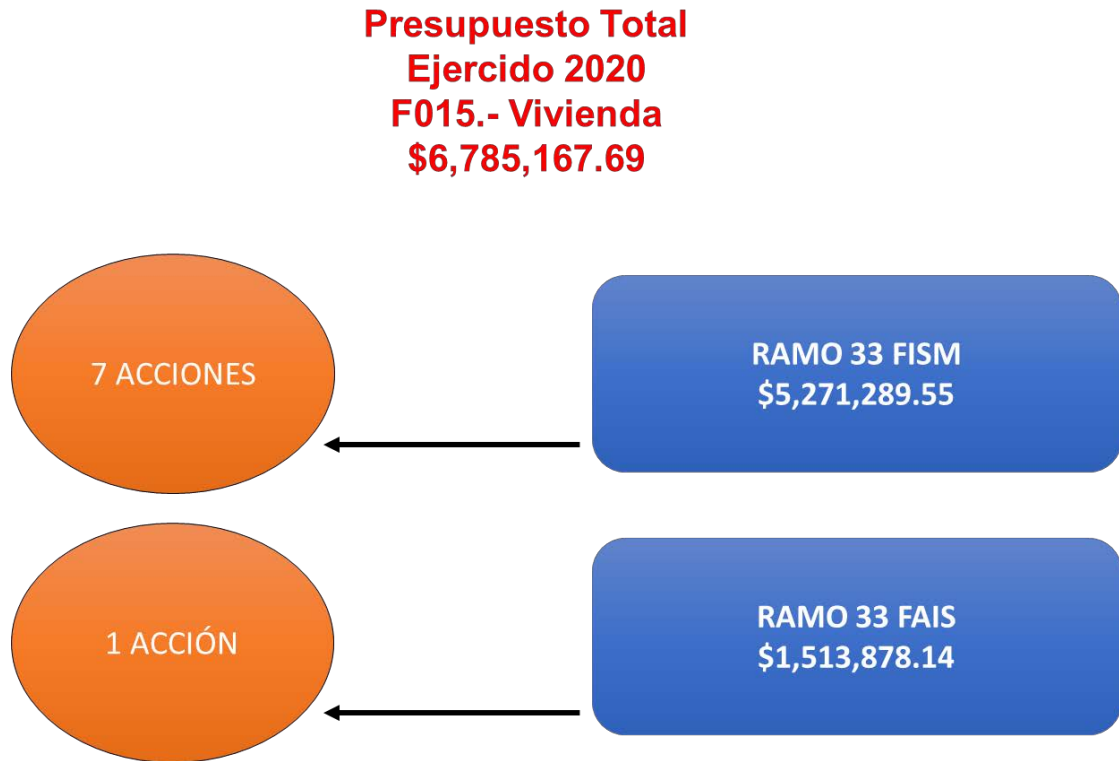 Presupuesto Total
Ejercido 2020
F015.- Vivienda
$6,785,167.69
7 ACCIONES
RAMO 33 FISM
$5,271,289.55
1 ACCIÓN
RAMO 33 FAIS
$1,513,878.14